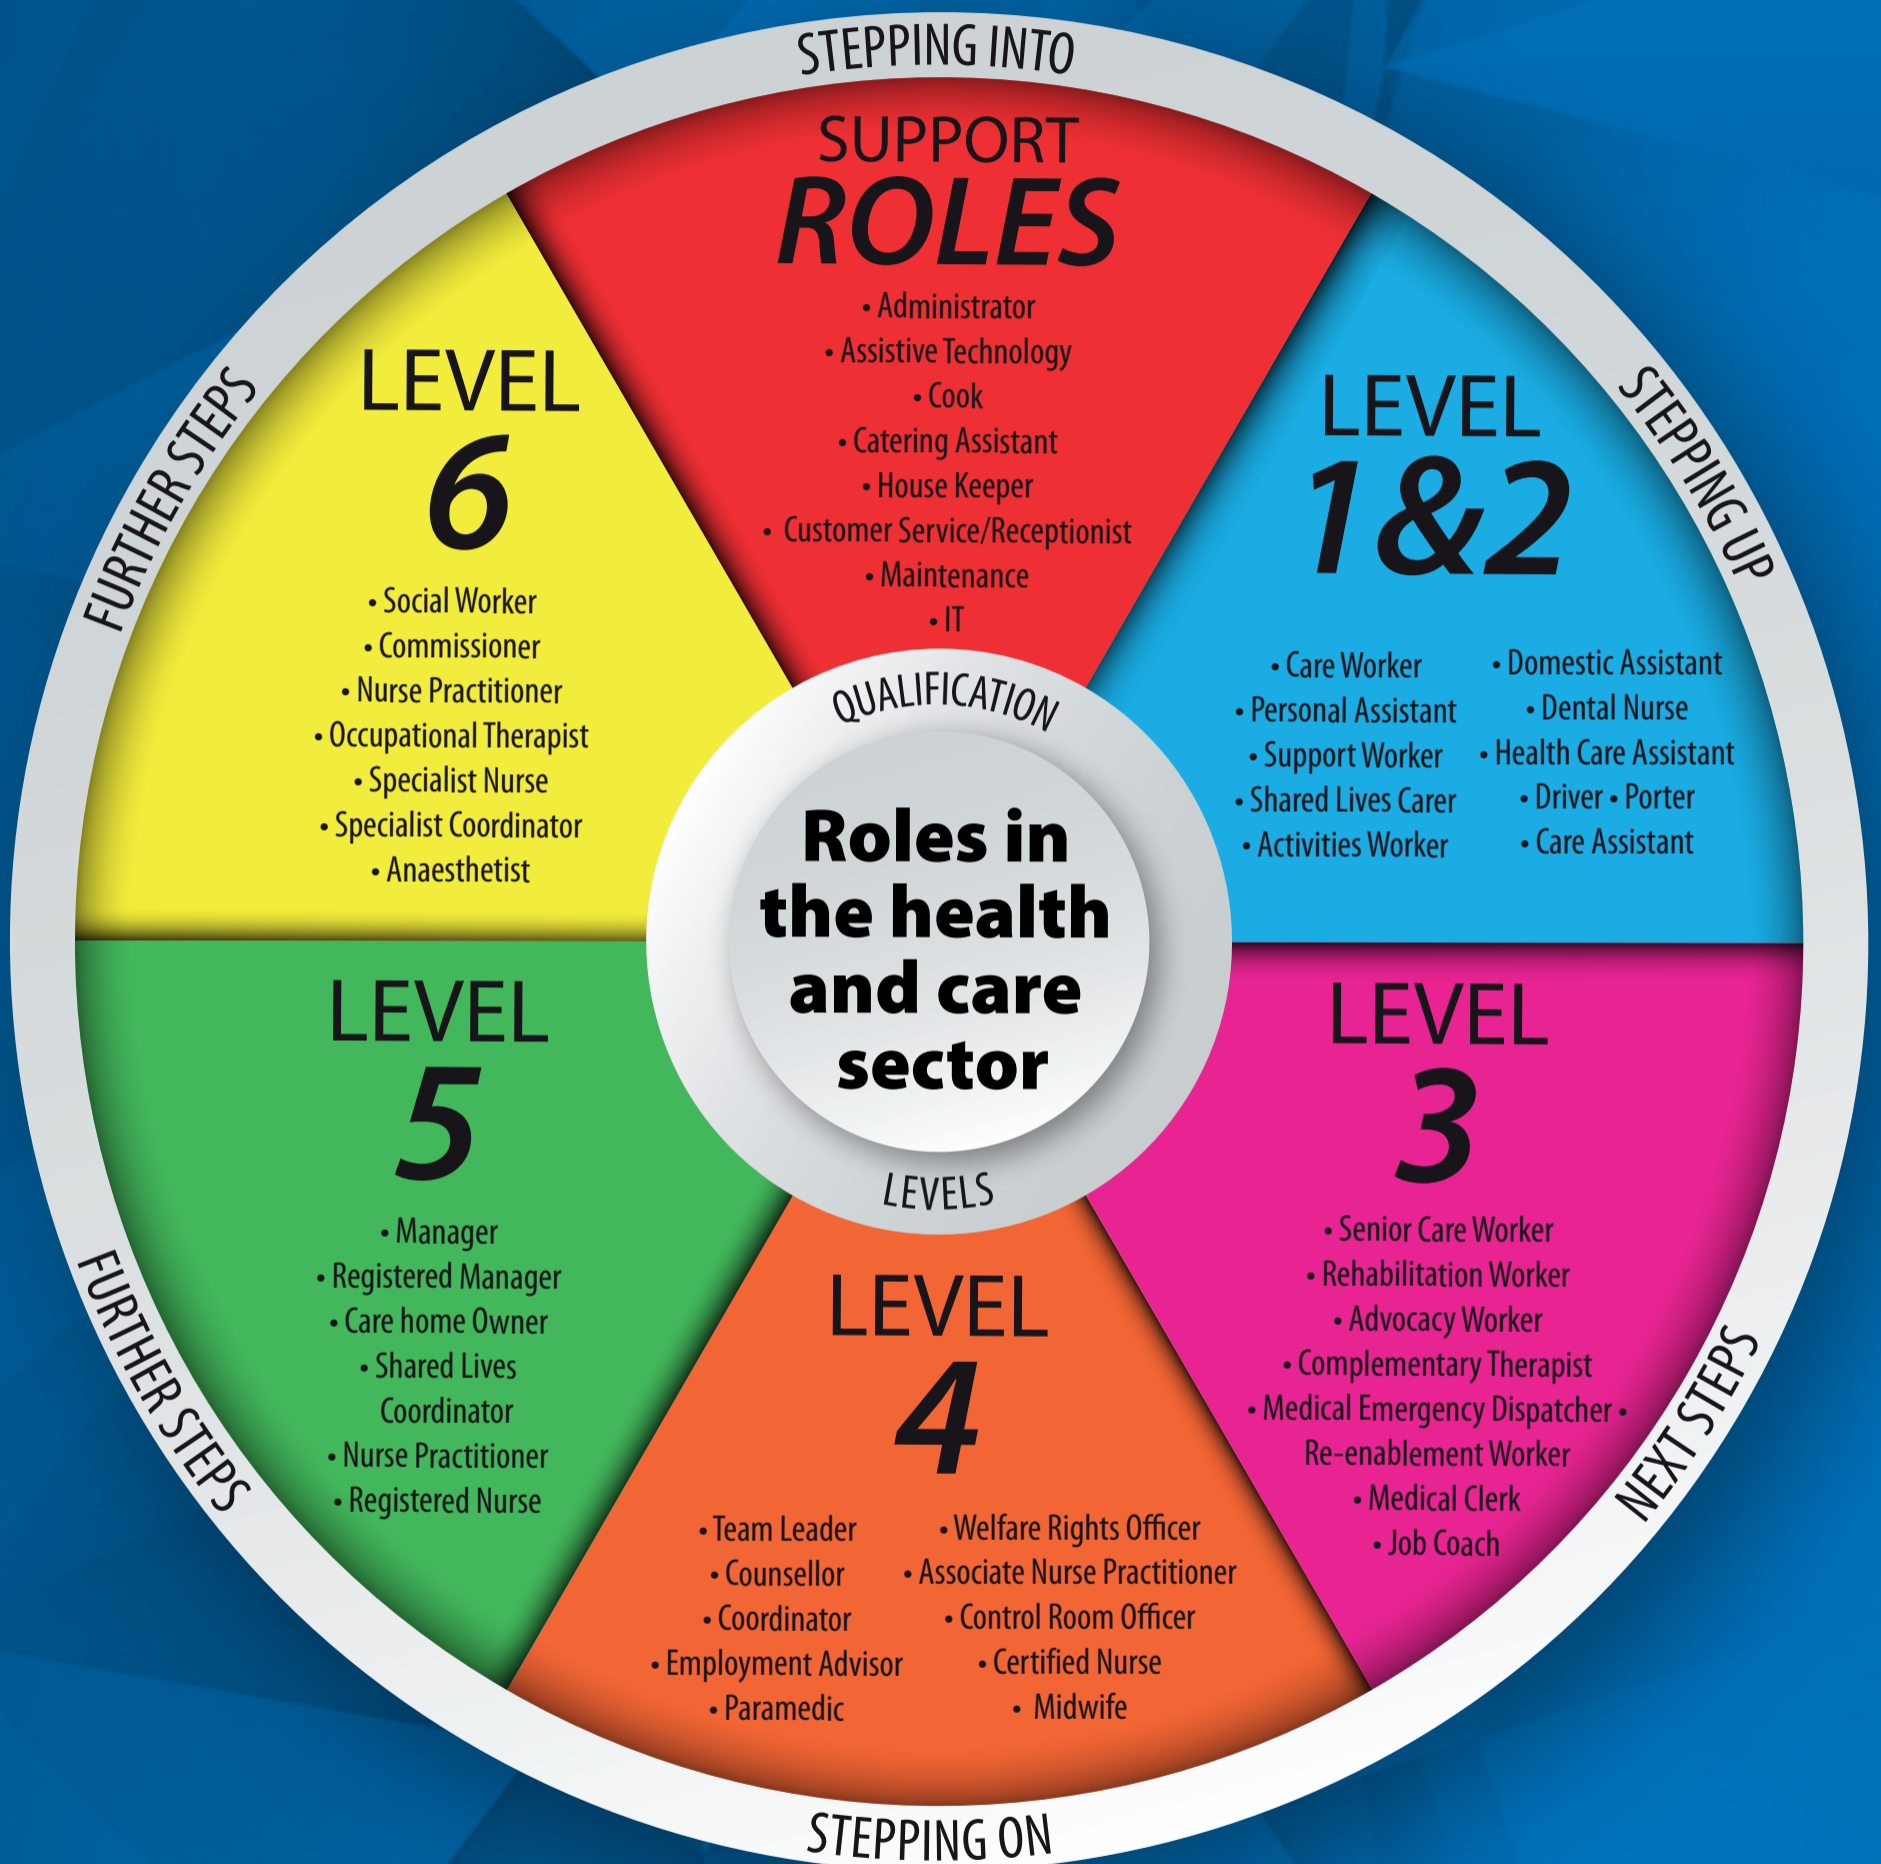 STEPPING INTO
SUPPORT
ROLES
• Administrator
• Assistive Technology
• Cook
• Catering Assistant
• House Keeper
• Customer Service/Receptionist
• Maintenance
• IT
STEPPING UP
LEVEL
1&2
• Care Worker
• Personal Assistant
• Support Worker
• Shared Lives Carer
• Activities Worker
• Domestic Assistant
• Dental Nurse
• Health Care Assistant
• Driver • Porter
• Care Assistant
NEXT STEPS
LEVEL
3
• Senior Care Worker
• Rehabilitation Worker
• Advocacy Worker
• Complementary Therapist
• Medical Emergency Dispatcher •
Re-enablement Worker
• Medical Clerk
• Job Coach
STEPPING ON
LEVEL
4
• Team Leader
• Counsellor
• Coordinator
• Employment Advisor
• Paramedic
• Welfare Rights Officer
• Associate Nurse Practitioner
• Control Room Officer
• Certified Nurse
• Midwife
FURTHER STEPS
LEVEL
5
• Manager
• Registered Manager
• Care home Owner
• Shared Lives
Coordinator
• Nurse Practitioner
• Registered Nurse
FURTHER STEPS
LEVEL
6
• Social Worker
• Commissioner
• Nurse Practitioner
• Occupational Therapist
• Specialist Nurse
• Specialist Coordinator
• Anaesthetist
QUALIFICATION
Roles in
the health
and care
sector
LEVELS